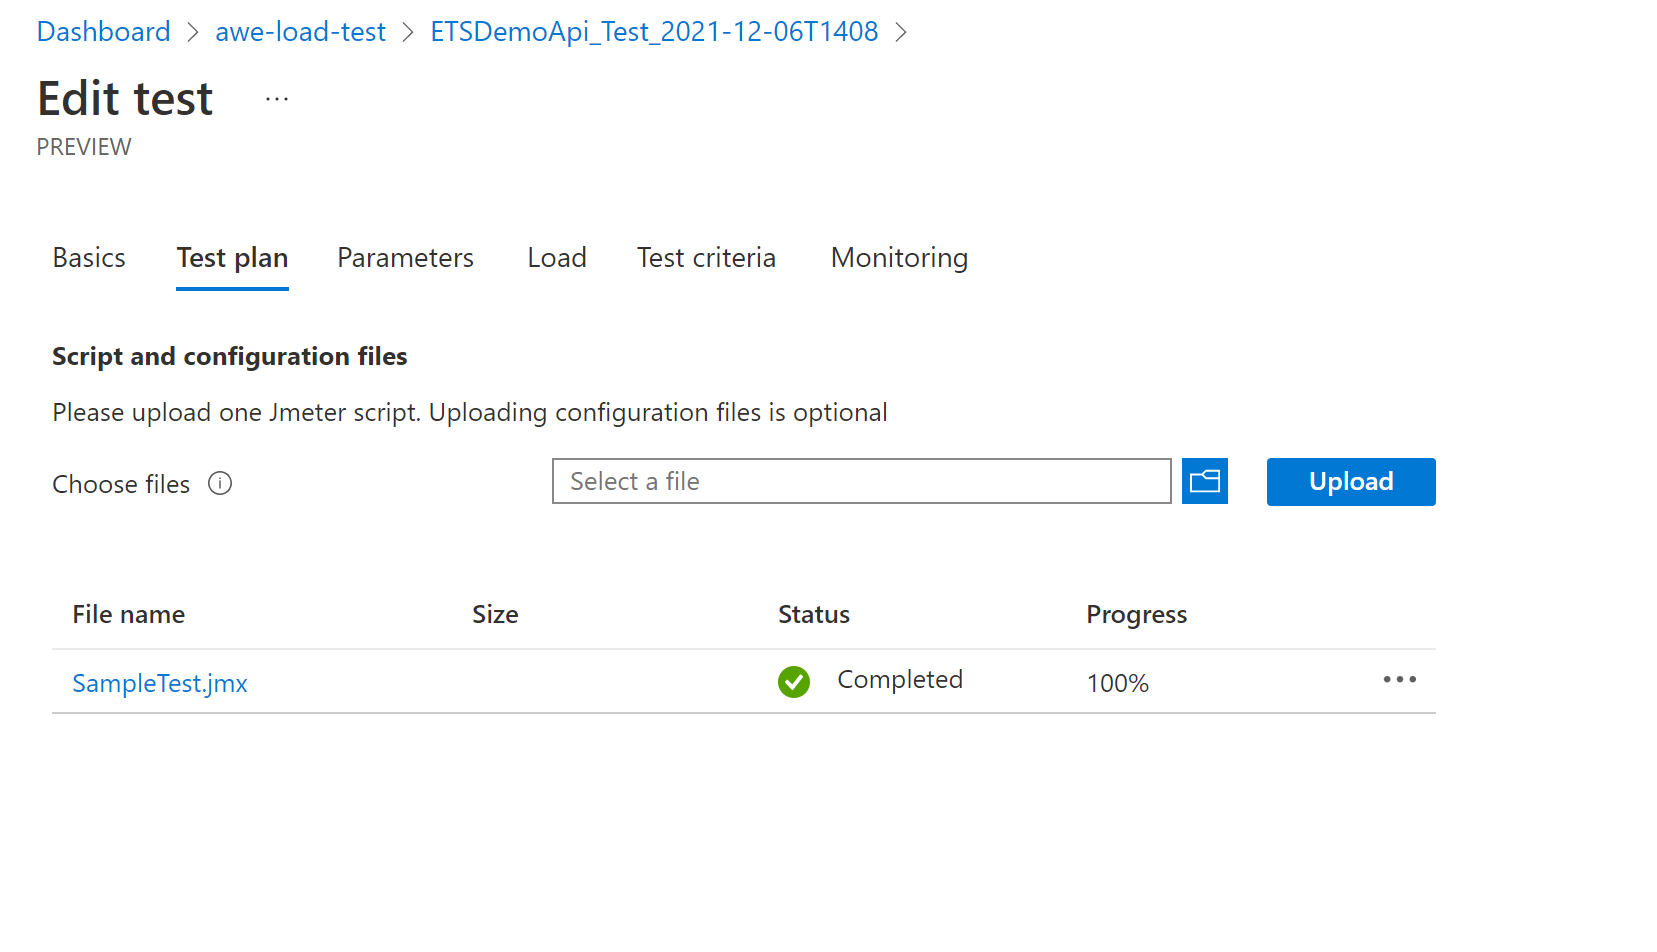 Dashboard > awe-load-test > ETSDemoApi_Test_2021-12-06T1408 >
Edit test ...
PREVIEW
Basics Test plan Parameters Load Test criteria Monitoring
Script and configuration files
Please upload one Jmeter script. Uploading configuration files is optional
Choose files Select a file Upload
File name Size Status Progress
SampleTest.jmx Completed 100%